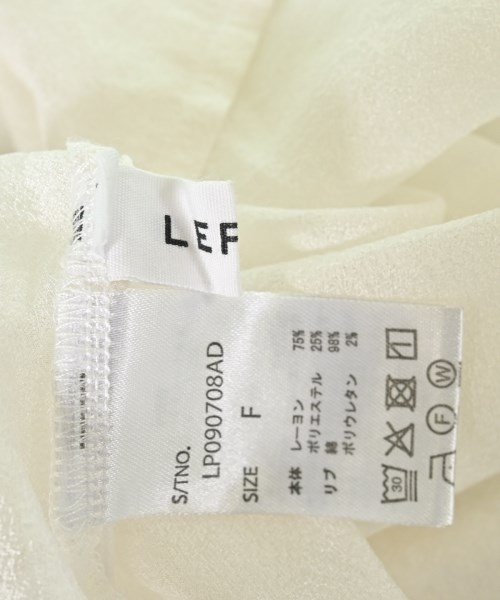 LEF
S/TNO.
LP090708AD
SIZE
F
本体 レーヨン 75%
ポリエステル 25%
リブ 綿 98%
ポリウレタン 2%
30
F
W